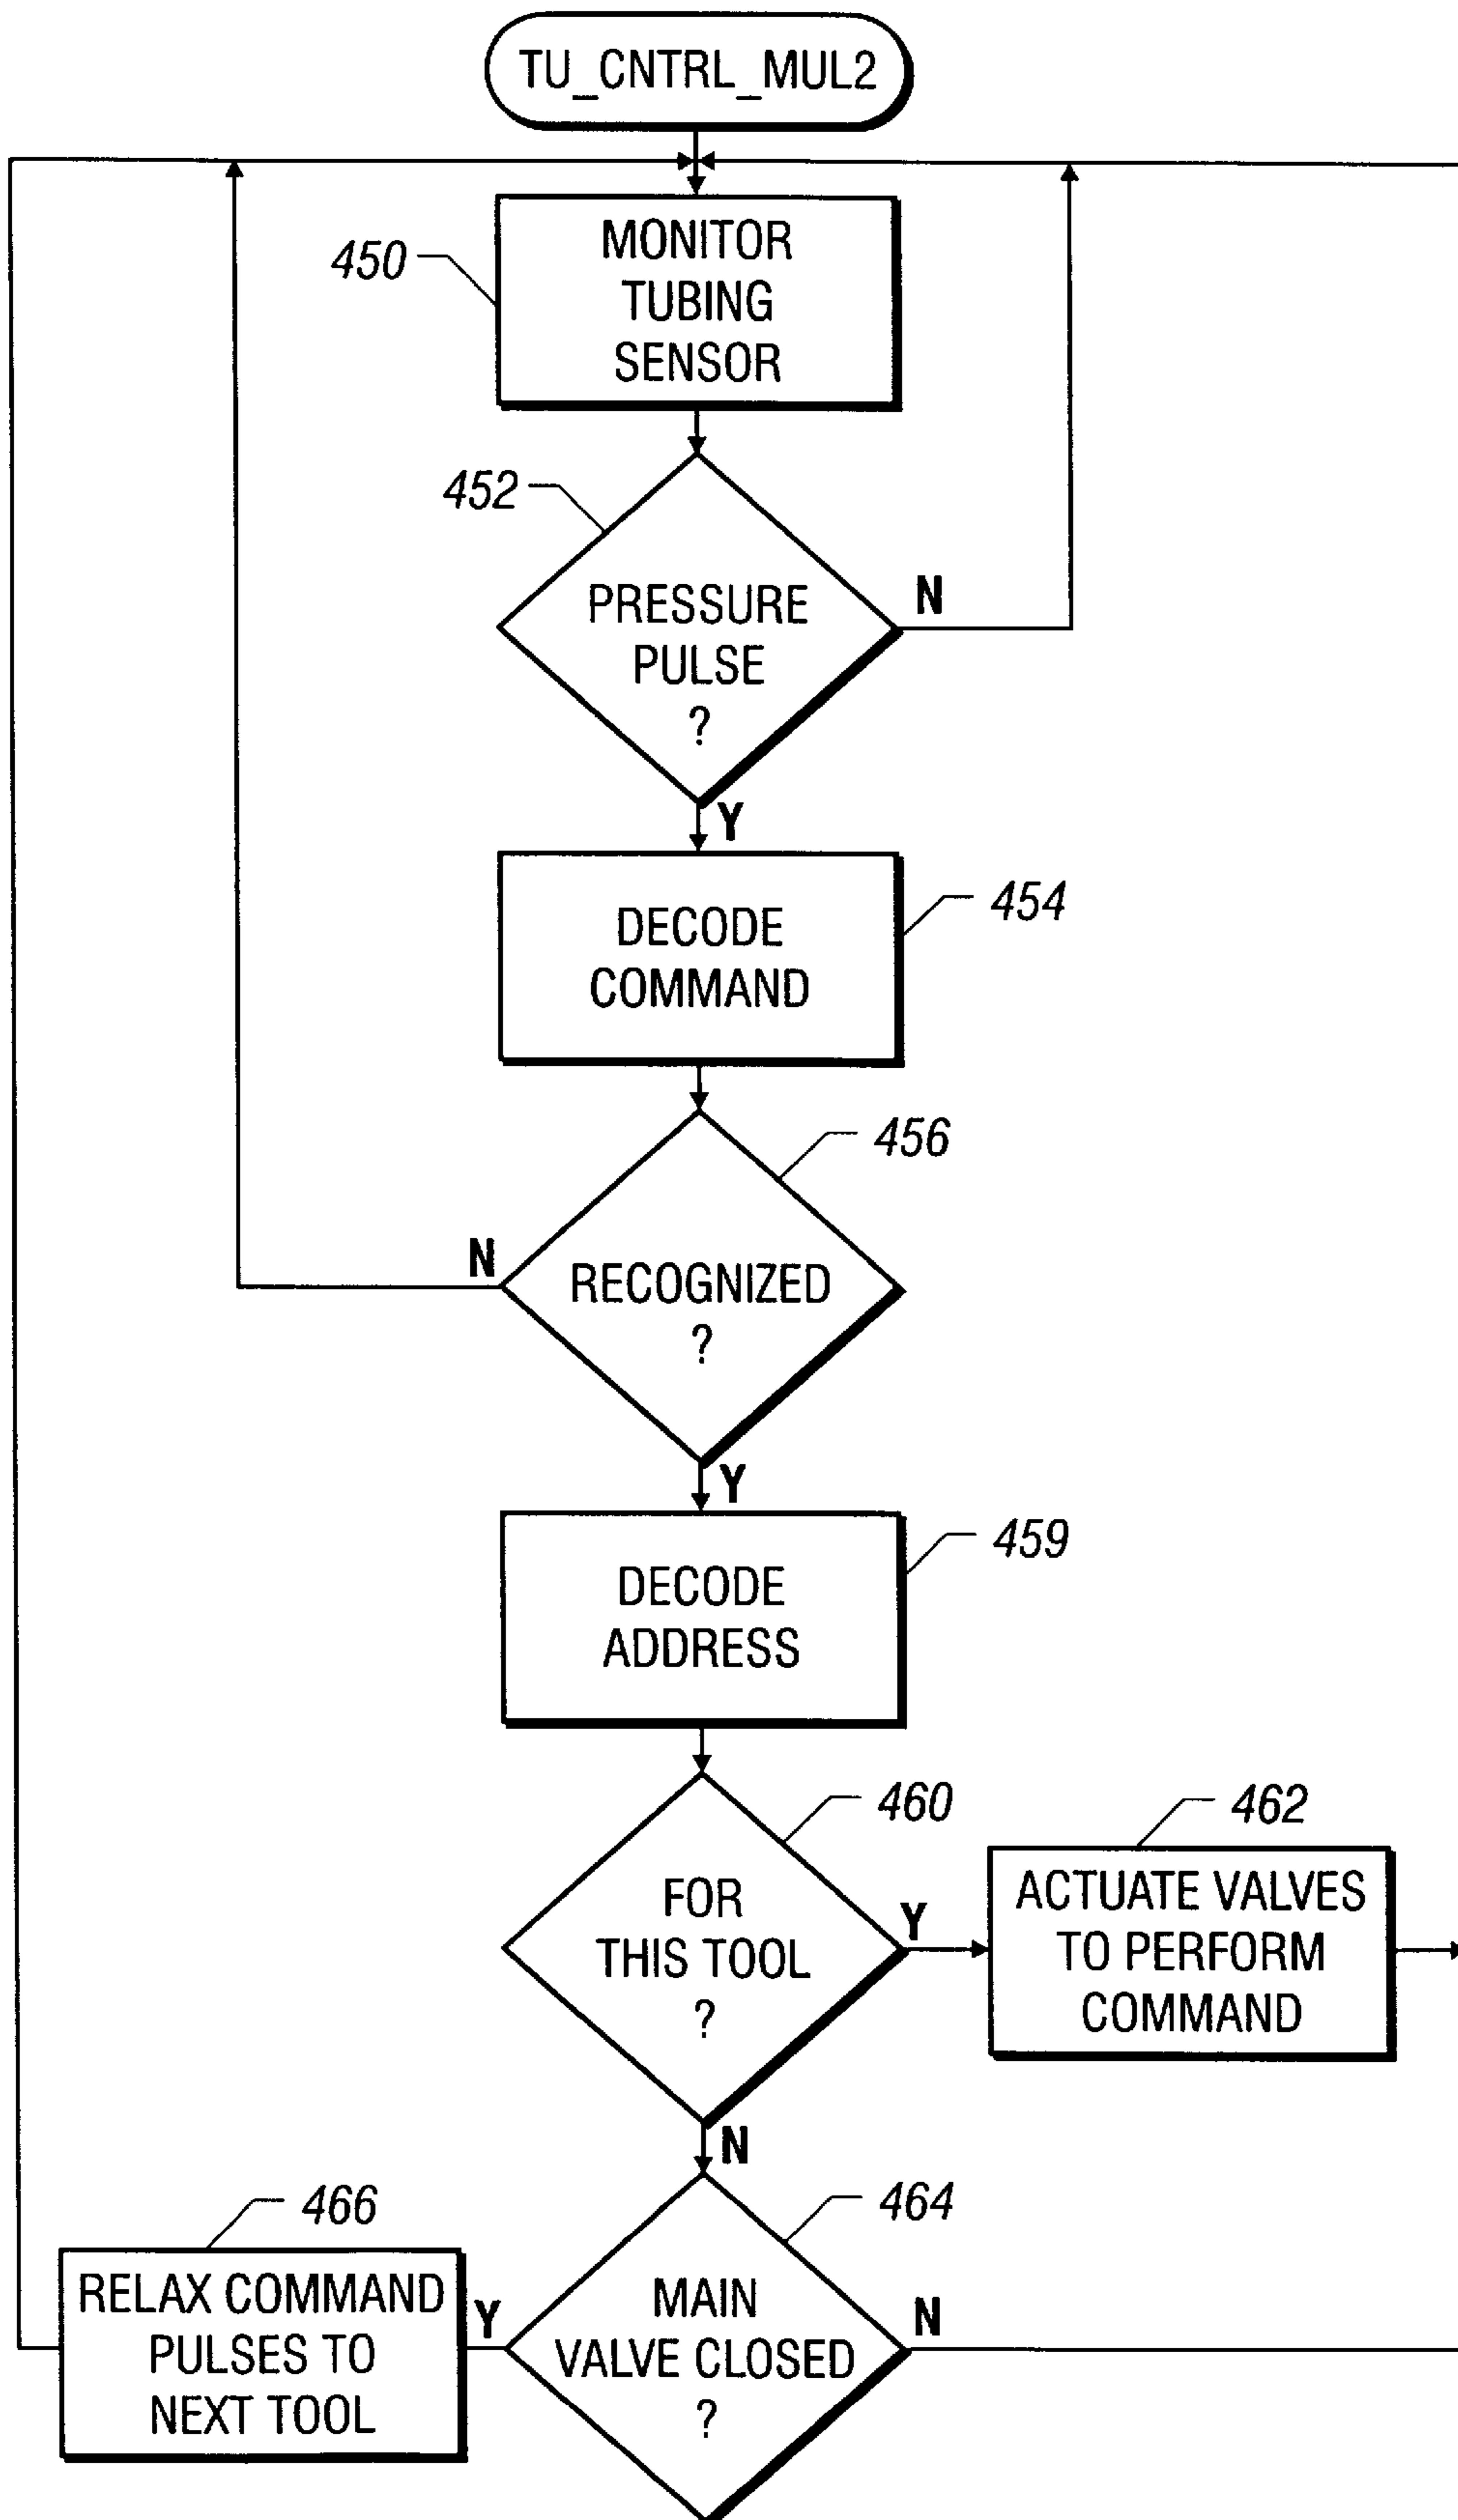 TU_CNTRL_MUL2
450
MONITOR
TUBING
SENSOR
452
PRESSURE
PULSE
?
N
Y
454
DECODE
COMMAND
456
N
RECOGNIZED
?
Y
459
DECODE
ADDRESS
460
FOR
THIS TOOL
?
Y
462
ACTUATE VALVES
TO PERFORM
COMMAND
N
464
MAIN
VALVE CLOSED
?
N
Y
466
RELAX COMMAND
PULSES TO
NEXT TOOL